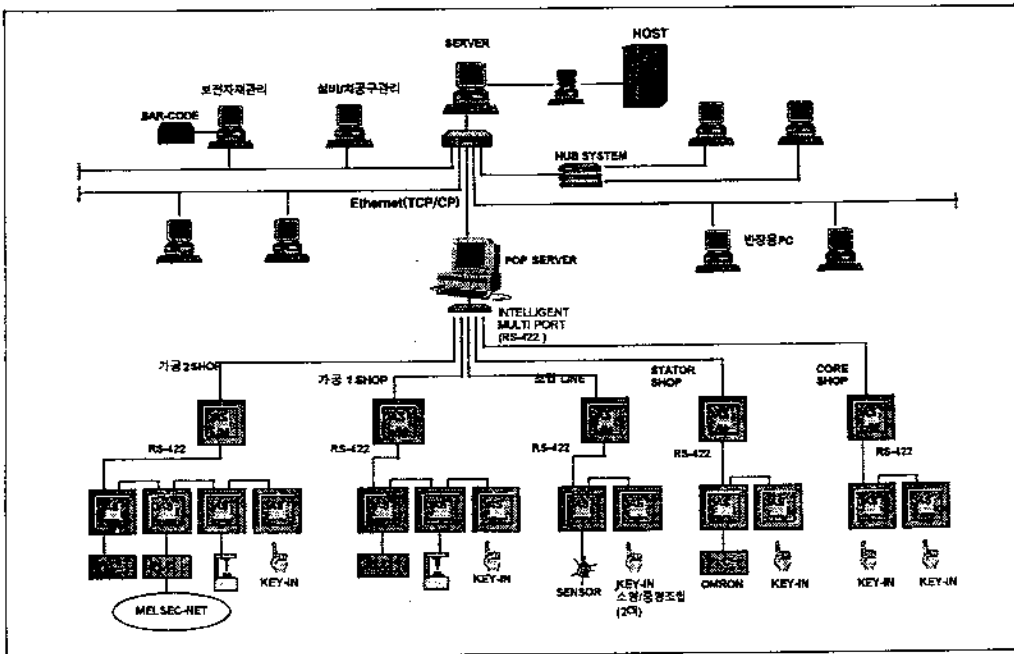 HOST
SERVER
보전자재관리
설비/치공구관리
BAR-CODE
HUB SYSTEM
Ethernet(TCP/CP)
반장용PC
POP SERVER
INTELLIGENT
MULTI PORT
(RS-422)
가공 2 SHOP
가공 1 SHOP
조립 LINE
STATOR
SHOP
CORE
SHOP
RS-422
RS-422
RS-422
RS-422
RS-422
KEY-IN
KEY-IN
SENSOR
KEY-IN
소형/중형조립
(2대)
OMRON
KEY-IN
KEY-IN
KEY-IN
MELSEC-NET